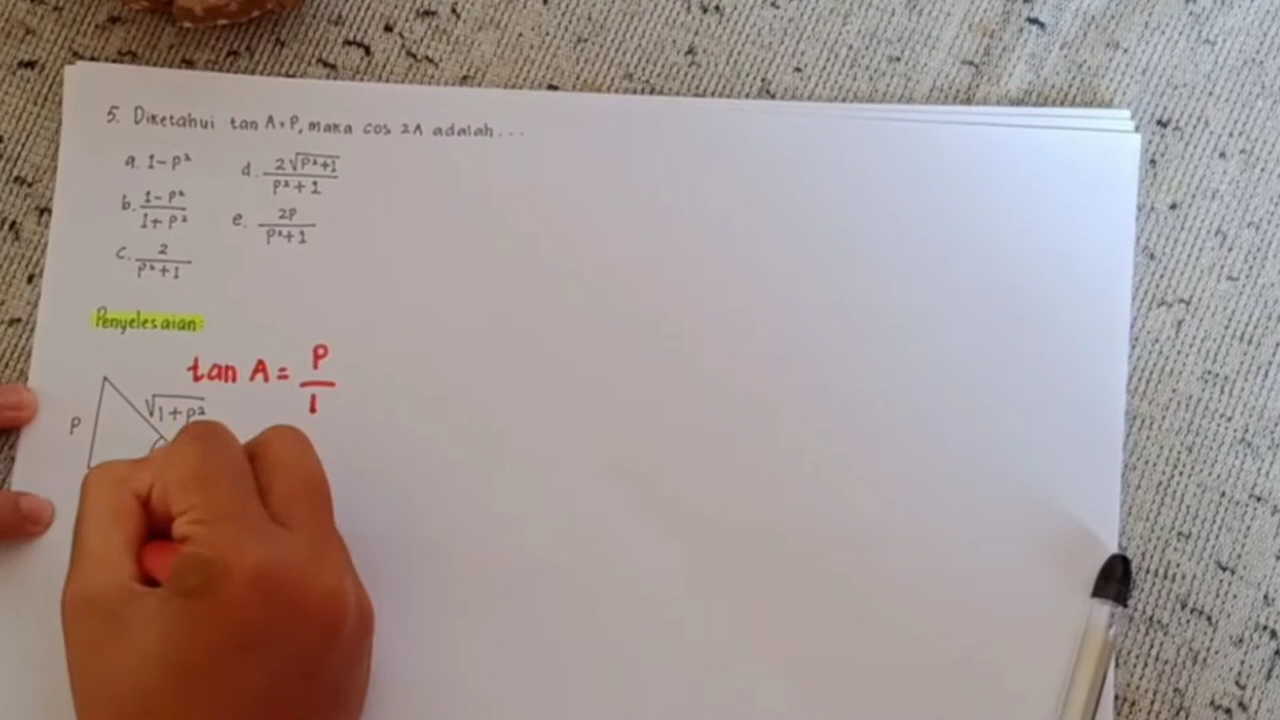 5. Diketahui tan A=P, maka cos 2A adalah...
a. 1-p²
b. 1-p²/1+p²
c. 2/p²+1
d. 2√p²+1/p²+1
e. 2p/p²+1
Penyelesaian:
tan A = P/1
P
√1+p²